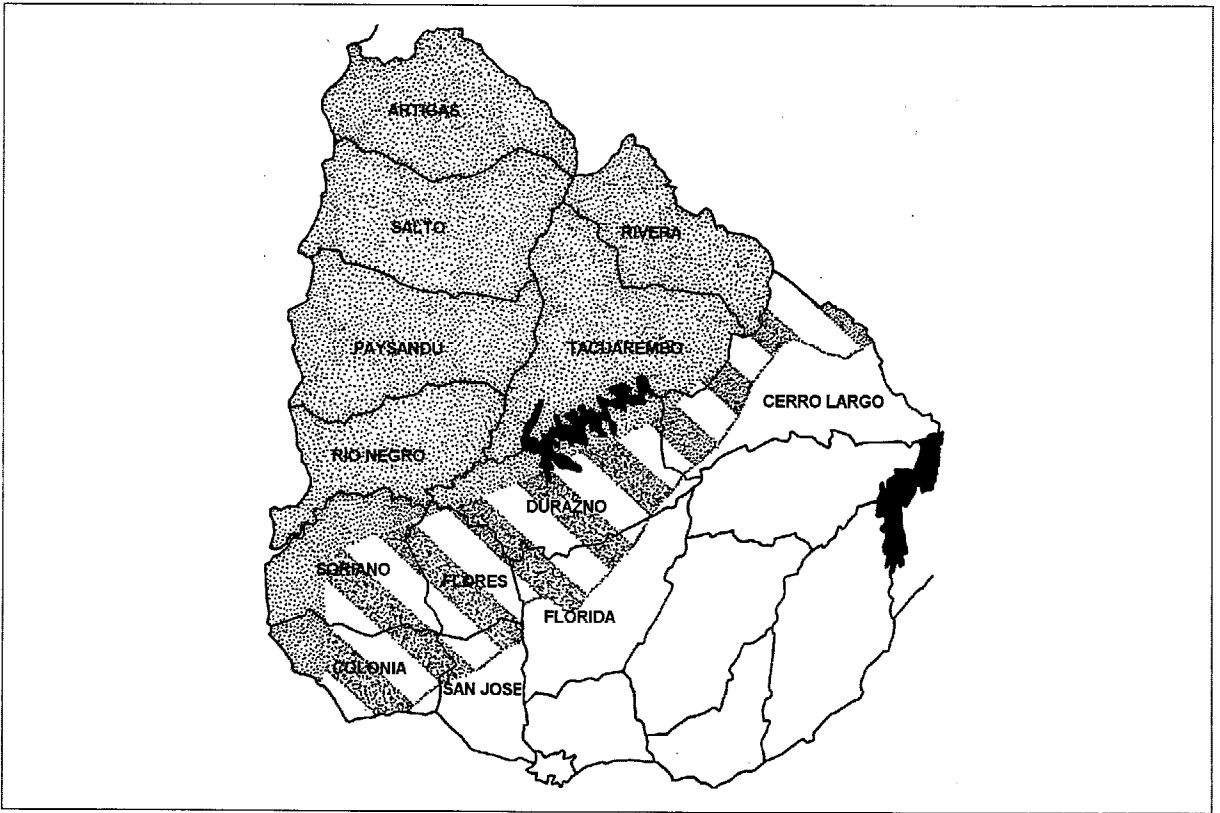 ARTIGAS
SALTO
RIVERA
PAYSANDU
TACUAREMBO
CERRO LARGO
RIO NEGRO
DURAZNO
SORIANO
FLORES
FLORIDA
COLONIA
SAN JOSE